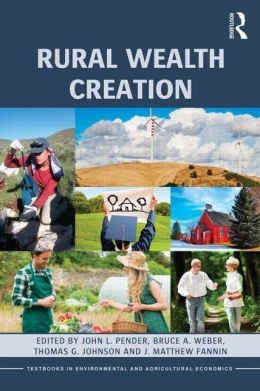 ROUTLEDGE
RURAL WEALTH
CREATION
EDITED BY JOHN L. PENDER, BRUCE A. WEBER,
THOMAS G. JOHNSON AND J. MATTHEW FANNIN
TEXTBOOKS IN ENVIRONMENTAL AND AGRICULTURAL ECONOMICS